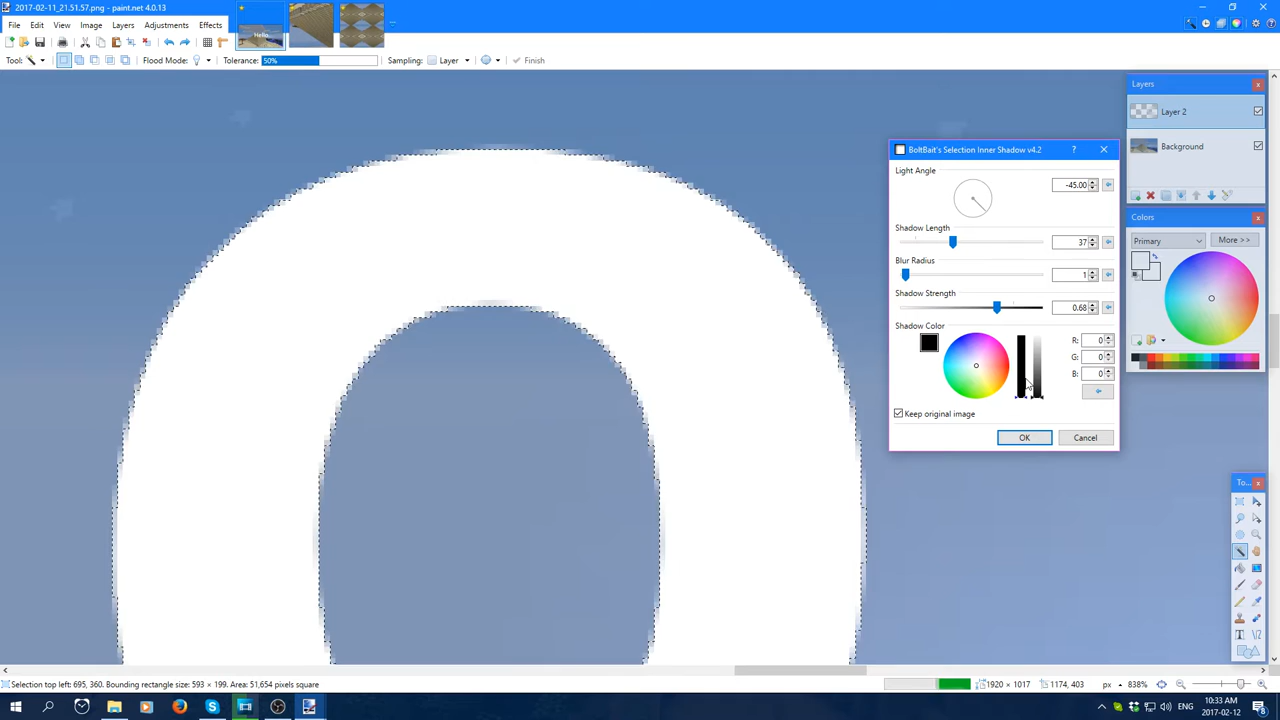 2017-02-11_21.51.57.png - paint.net 4.0.13
File Edit View Image Layers Adjustments Effects
Hello
Tool: Flood Mode: Tolerance: 50% Sampling: Layer Finish
Layers
Layer 2
Background
BoltBait's Selection Inner Shadow v4.2 ?
Light Angle
-45.00
Shadow Length
37
Blur Radius
1
Shadow Strength
0.68
Shadow Color
R: 0
G: 0
B: 0
Keep original image
OK Cancel
Colors
Primary More >>
To...
Selection top left: 695, 360. Bounding rectangle size: 593 × 199. Area: 51,654 pixels square
1920 × 1017 1174, 403 px 838%
ENG 10:33 AM
2017-02-12
8